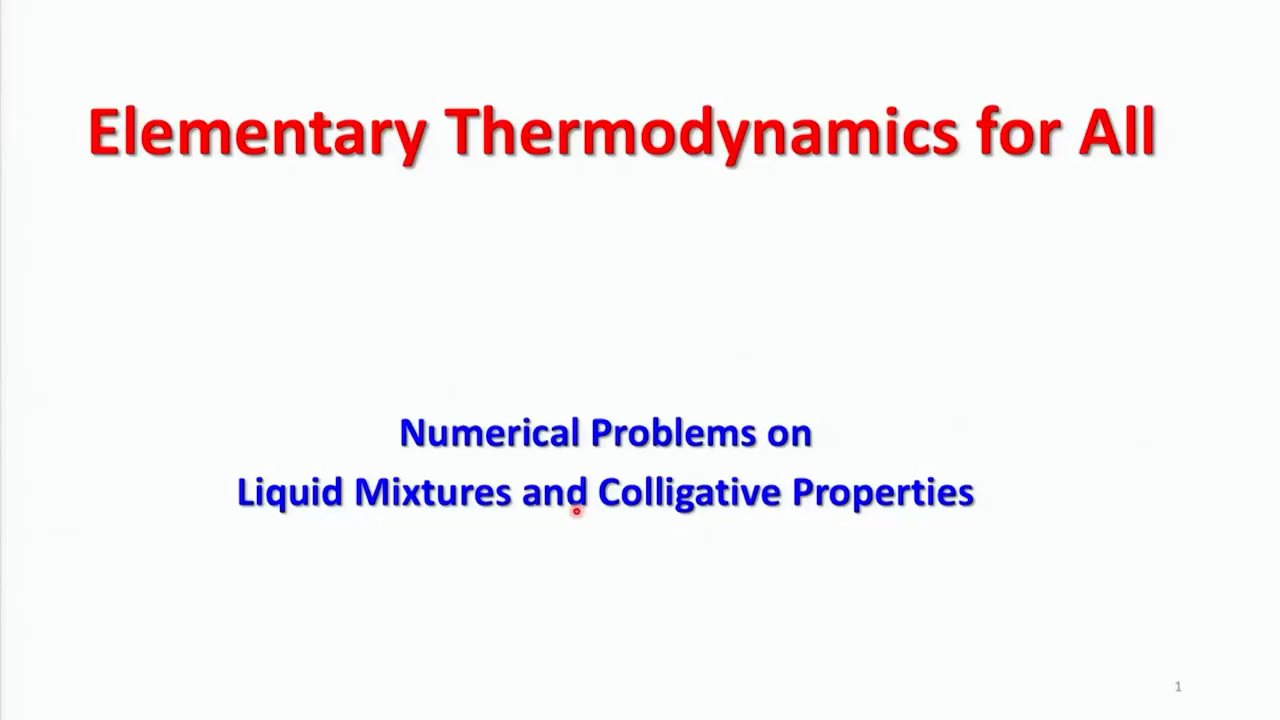 Elementary Thermodynamics for All
Numerical Problems on
Liquid Mixtures and Colligative Properties
1